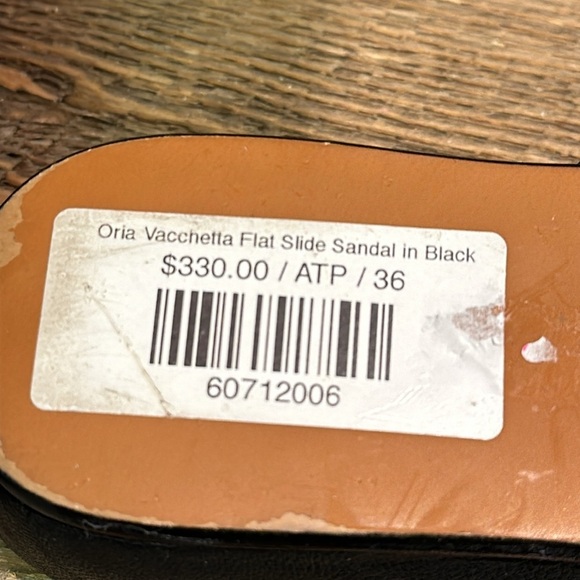 Oria Vacchetta Flat Slide Sandal in Black
$330.00 / ATP / 36
60712006